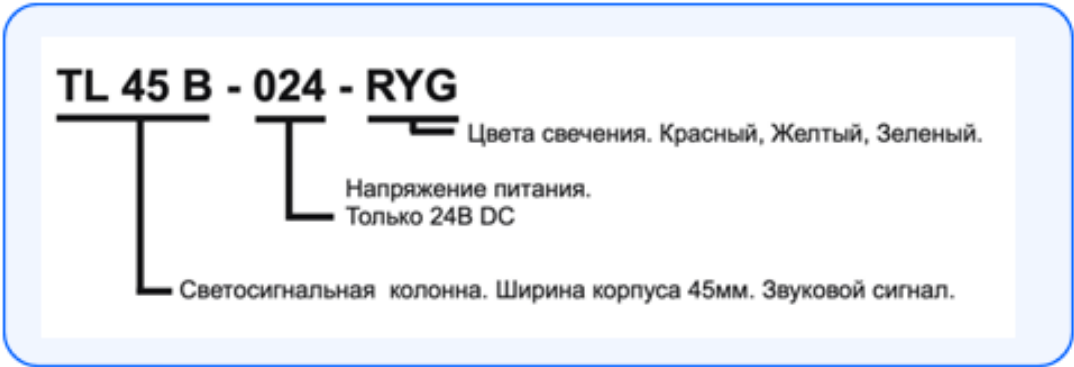 TL 45 B - 024 - RYG
Цвета свечения. Красный, Желтый, Зеленый.
Напряжение питания.
Только 24В DC
Светосигнальная колонна. Ширина корпуса 45мм. Звуковой сигнал.